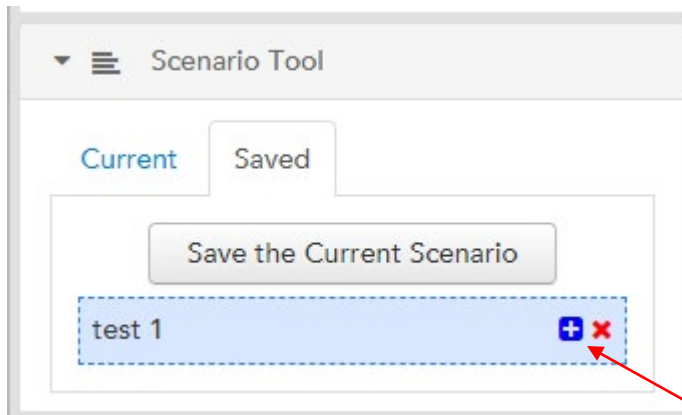 Scenario Tool
Current Saved
Save the Current Scenario
test 1